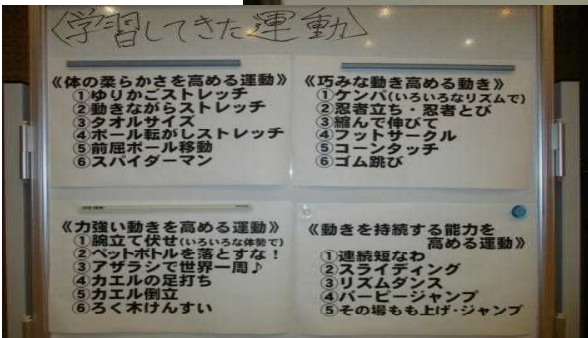 〈学習してきた運動〉
《体の柔らかさを高める運動》
①ゆりかごストレッチ
②動きながらストレッチ
③タオルサイズ
④ボール転がしストレッチ
⑤前屈ボール移動
⑥スパイダーマン
《巧みな動き高める動き》
①ケンパ(いろいろなリズムで)
②忍者立ち・忍者とび
③縮んで伸びて
④フットサークル
⑤コーンタッチ
⑥ゴム跳び
《力強い動きを高める運動》
①腕立て伏せ(いろいろな体勢で)
②ペットボトルを落とすな!
③アザラシで世界一周♪
④カエルの足打ち
⑤カエル倒立
⑥ろく木けんすい
《動きを持続する能力を
高める運動》
①連続短なわ
②スライディング
③リズムダンス
④バーピージャンプ
⑤その場もも上げ・ジャンプ